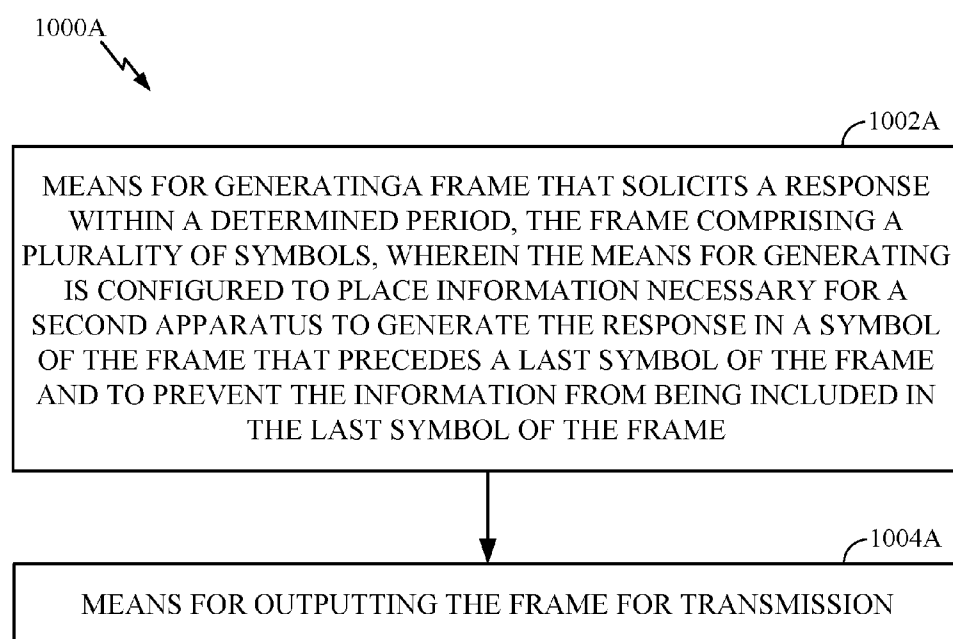 1000A
1002A
MEANS FOR GENERATINGA FRAME THAT SOLICITS A RESPONSE
WITHIN A DETERMINED PERIOD, THE FRAME COMPRISING A
PLURALITY OF SYMBOLS, WHEREIN THE MEANS FOR GENERATING
IS CONFIGURED TO PLACE INFORMATION NECESSARY FOR A
SECOND APPARATUS TO GENERATE THE RESPONSE IN A SYMBOL
OF THE FRAME THAT PRECEDES A LAST SYMBOL OF THE FRAME
AND TO PREVENT THE INFORMATION FROM BEING INCLUDED IN
THE LAST SYMBOL OF THE FRAME
1004A
MEANS FOR OUTPUTTING THE FRAME FOR TRANSMISSION